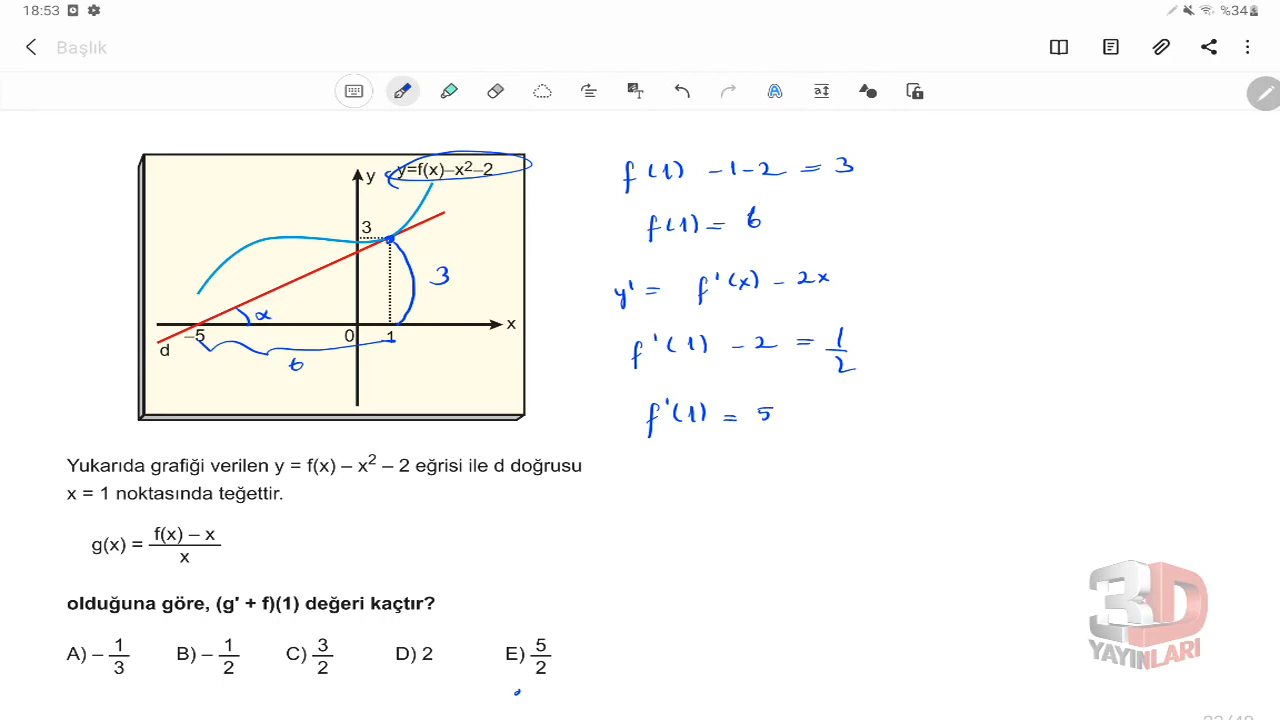 18:53 %34
Başlık
y=f(x)–x²–2
y
3
3
α
–5 0 1 x
d
6
f(1) -1-2 = 3
f(1) = 6
y' = f'(x) - 2x
f'(1) - 2 = 1/2
f'(1) = 5
Yukarıda grafiği verilen y = f(x) – x² – 2 eğrisi ile d doğrusu
x = 1 noktasında teğettir.
g(x) = (f(x) – x)/x
olduğuna göre, (g' + f)(1) değeri kaçtır?
A) – 1/3 B) – 1/2 C) 3/2 D) 2 E) 5/2
3D
YAYINLARI